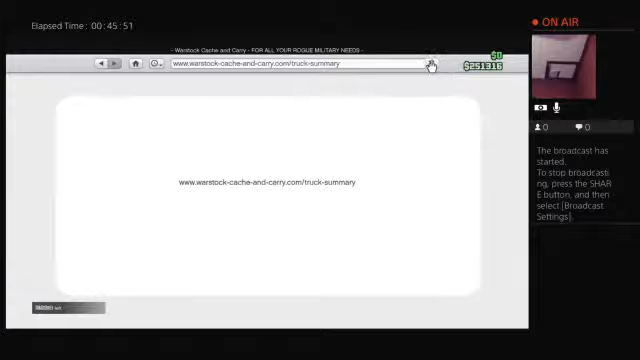 Elapsed Time : 00:45:51
ON AIR
- Warstock Cache and Carry - FOR ALL YOUR ROGUE MILITARY NEEDS -
www.warstock-cache-and-carry.com/truck-summary
$0
$251316
0 0
www.warstock-cache-and-carry.com/truck-summary
The broadcast has
started.
To stop broadcasti
ng, press the SHAR
E button, and then
select [Broadcast
Settings].
left.